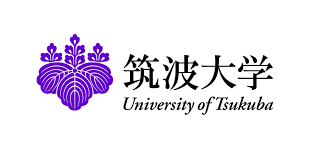 筑波大学
University of Tsukuba